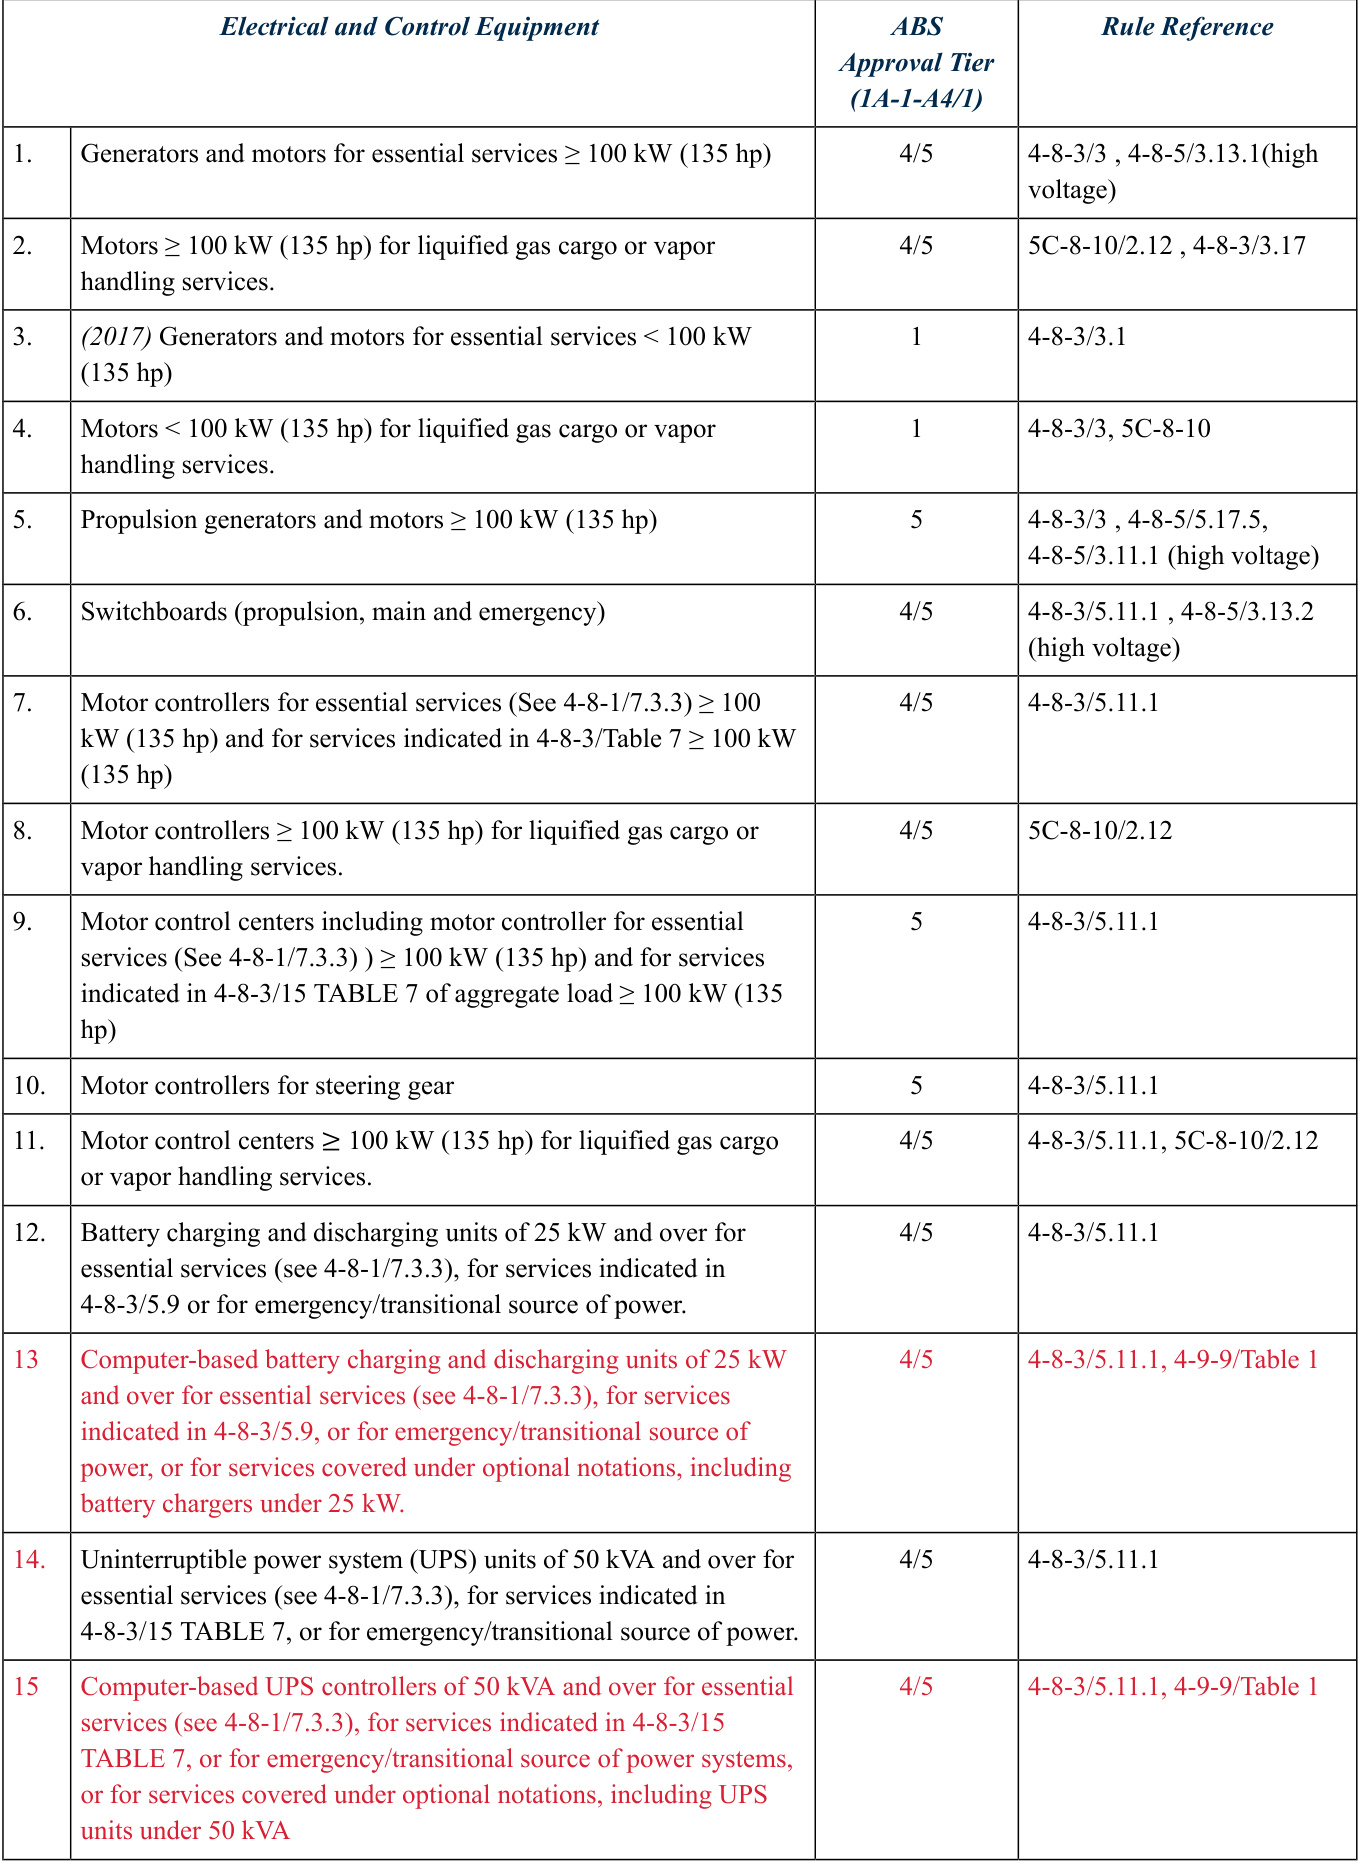 Electrical and Control Equipment
ABS
Approval Tier
(1A-1-A4/1)
Rule Reference
1.
Generators and motors for essential services ≥ 100 kW (135 hp)
4/5
4-8-3/3 , 4-8-5/3.13.1(high
voltage)
2.
Motors ≥ 100 kW (135 hp) for liquified gas cargo or vapor
handling services.
4/5
5C-8-10/2.12 , 4-8-3/3.17
3.
(2017) Generators and motors for essential services < 100 kW
(135 hp)
1
4-8-3/3.1
4.
Motors < 100 kW (135 hp) for liquified gas cargo or vapor
handling services.
1
4-8-3/3, 5C-8-10
5.
Propulsion generators and motors ≥ 100 kW (135 hp)
5
4-8-3/3 , 4-8-5/5.17.5,
4-8-5/3.11.1 (high voltage)
6.
Switchboards (propulsion, main and emergency)
4/5
4-8-3/5.11.1 , 4-8-5/3.13.2
(high voltage)
7.
Motor controllers for essential services (See 4-8-1/7.3.3) ≥ 100
kW (135 hp) and for services indicated in 4-8-3/Table 7 ≥ 100 kW
(135 hp)
4/5
4-8-3/5.11.1
8.
Motor controllers ≥ 100 kW (135 hp) for liquified gas cargo or
vapor handling services.
4/5
5C-8-10/2.12
9.
Motor control centers including motor controller for essential
services (See 4-8-1/7.3.3) ) ≥ 100 kW (135 hp) and for services
indicated in 4-8-3/15 TABLE 7 of aggregate load ≥ 100 kW (135
hp)
5
4-8-3/5.11.1
10.
Motor controllers for steering gear
5
4-8-3/5.11.1
11.
Motor control centers ≥ 100 kW (135 hp) for liquified gas cargo
or vapor handling services.
4/5
4-8-3/5.11.1, 5C-8-10/2.12
12.
Battery charging and discharging units of 25 kW and over for
essential services (see 4-8-1/7.3.3), for services indicated in
4-8-3/5.9 or for emergency/transitional source of power.
4/5
4-8-3/5.11.1
13
Computer-based battery charging and discharging units of 25 kW
and over for essential services (see 4-8-1/7.3.3), for services
indicated in 4-8-3/5.9, or for emergency/transitional source of
power, or for services covered under optional notations, including
battery chargers under 25 kW.
4/5
4-8-3/5.11.1, 4-9-9/Table 1
14.
Uninterruptible power system (UPS) units of 50 kVA and over for
essential services (see 4-8-1/7.3.3), for services indicated in
4-8-3/15 TABLE 7, or for emergency/transitional source of power.
4/5
4-8-3/5.11.1
15
Computer-based UPS controllers of 50 kVA and over for essential
services (see 4-8-1/7.3.3), for services indicated in 4-8-3/15
TABLE 7, or for emergency/transitional source of power systems,
or for services covered under optional notations, including UPS
units under 50 kVA
4/5
4-8-3/5.11.1, 4-9-9/Table 1